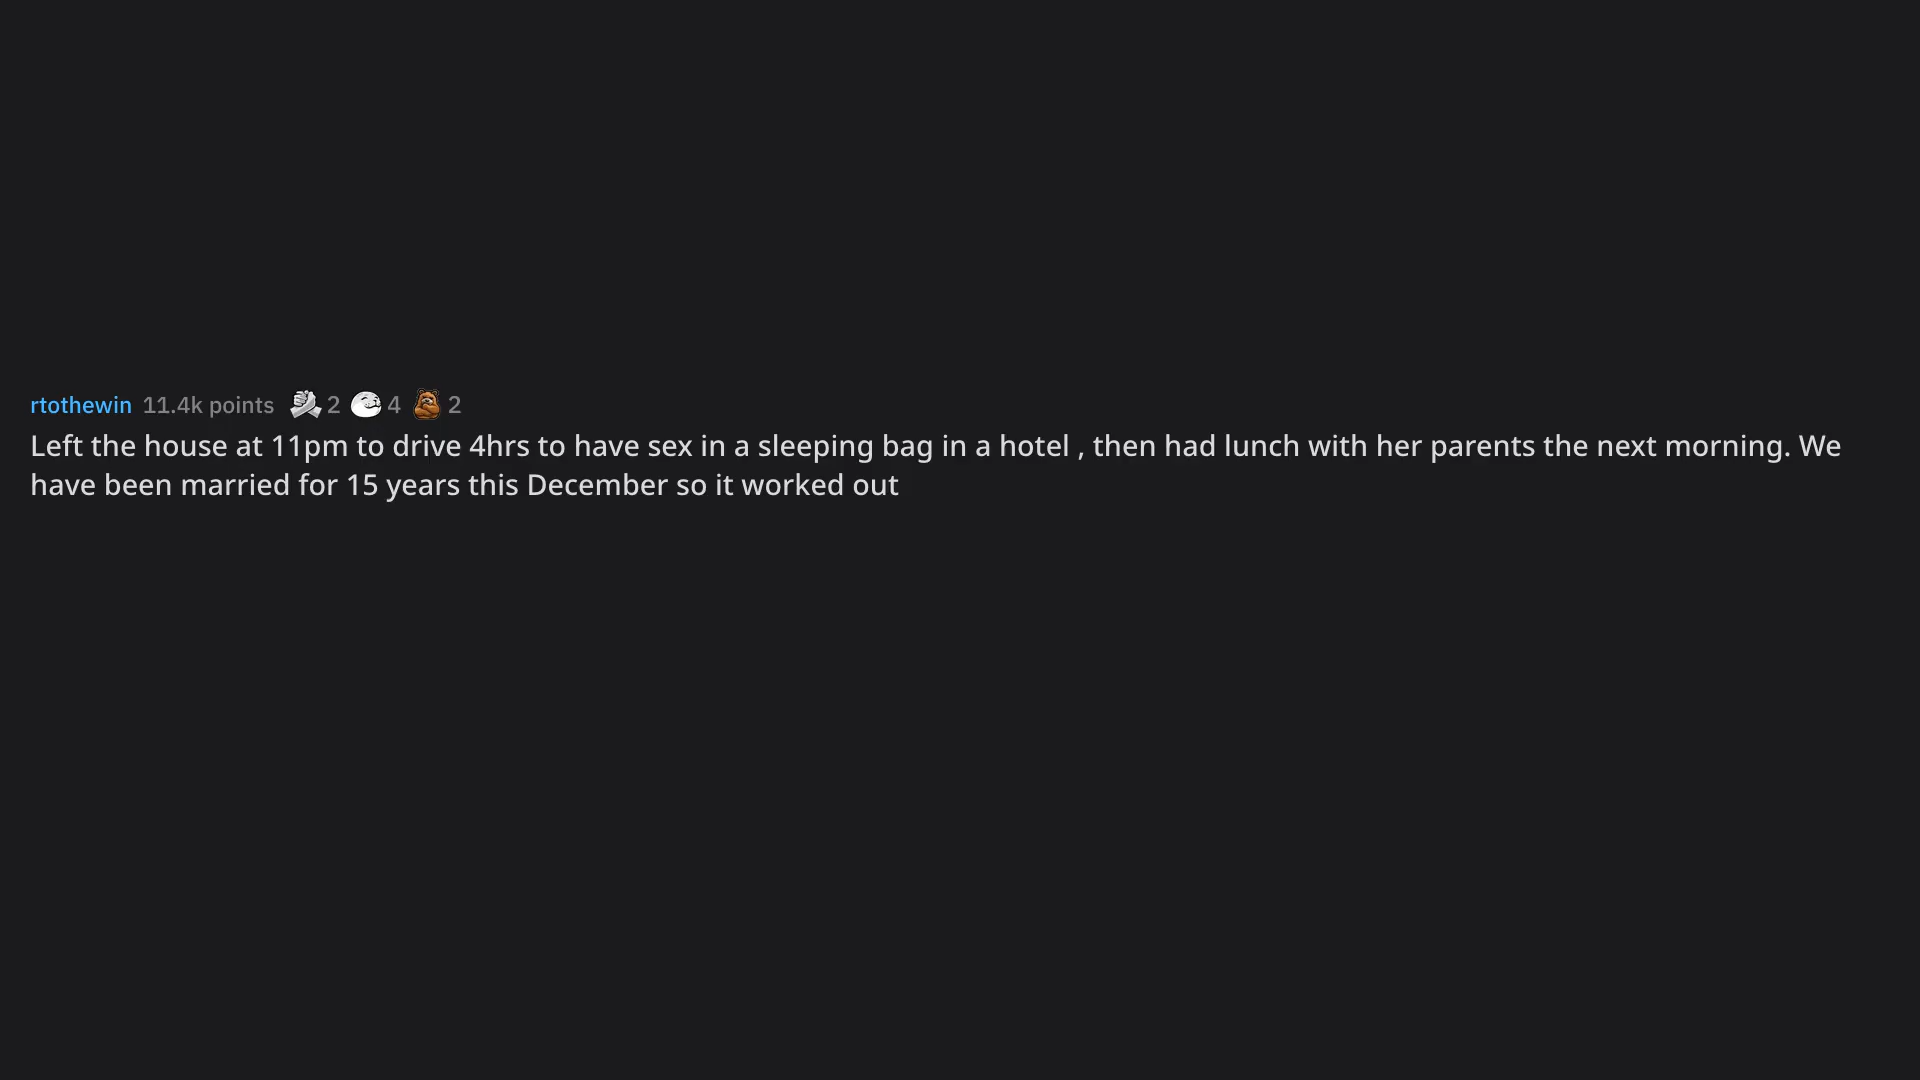 rtothewin 11.4k points 2 4 2
Left the house at 11pm to drive 4hrs to have sex in a sleeping bag in a hotel , then had lunch with her parents the next morning. We
have been married for 15 years this December so it worked out